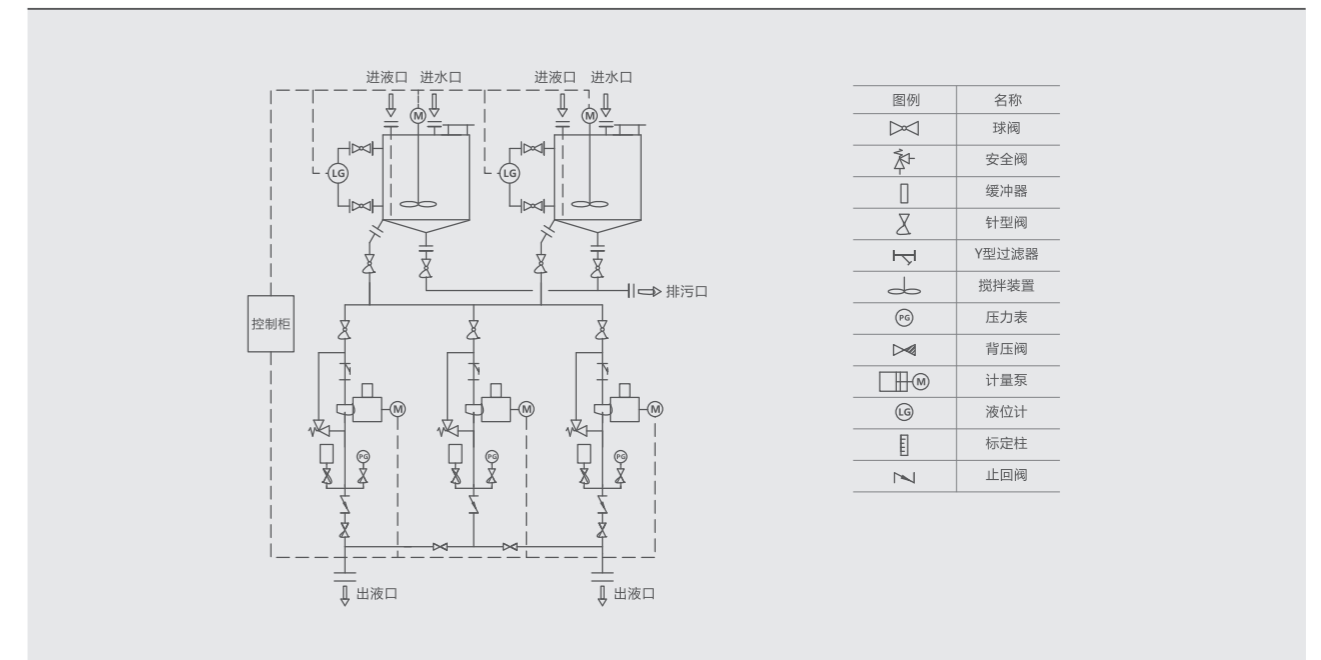 进液口 进水口 进液口 进水口
M M
LG LG
排污口
控制柜
M M M
PG PG PG
出液口 出液口
图例 名称
球阀
安全阀
缓冲器
针型阀
Y型过滤器
搅拌装置
PG 压力表
背压阀
M 计量泵
LG 液位计
标定柱
止回阀